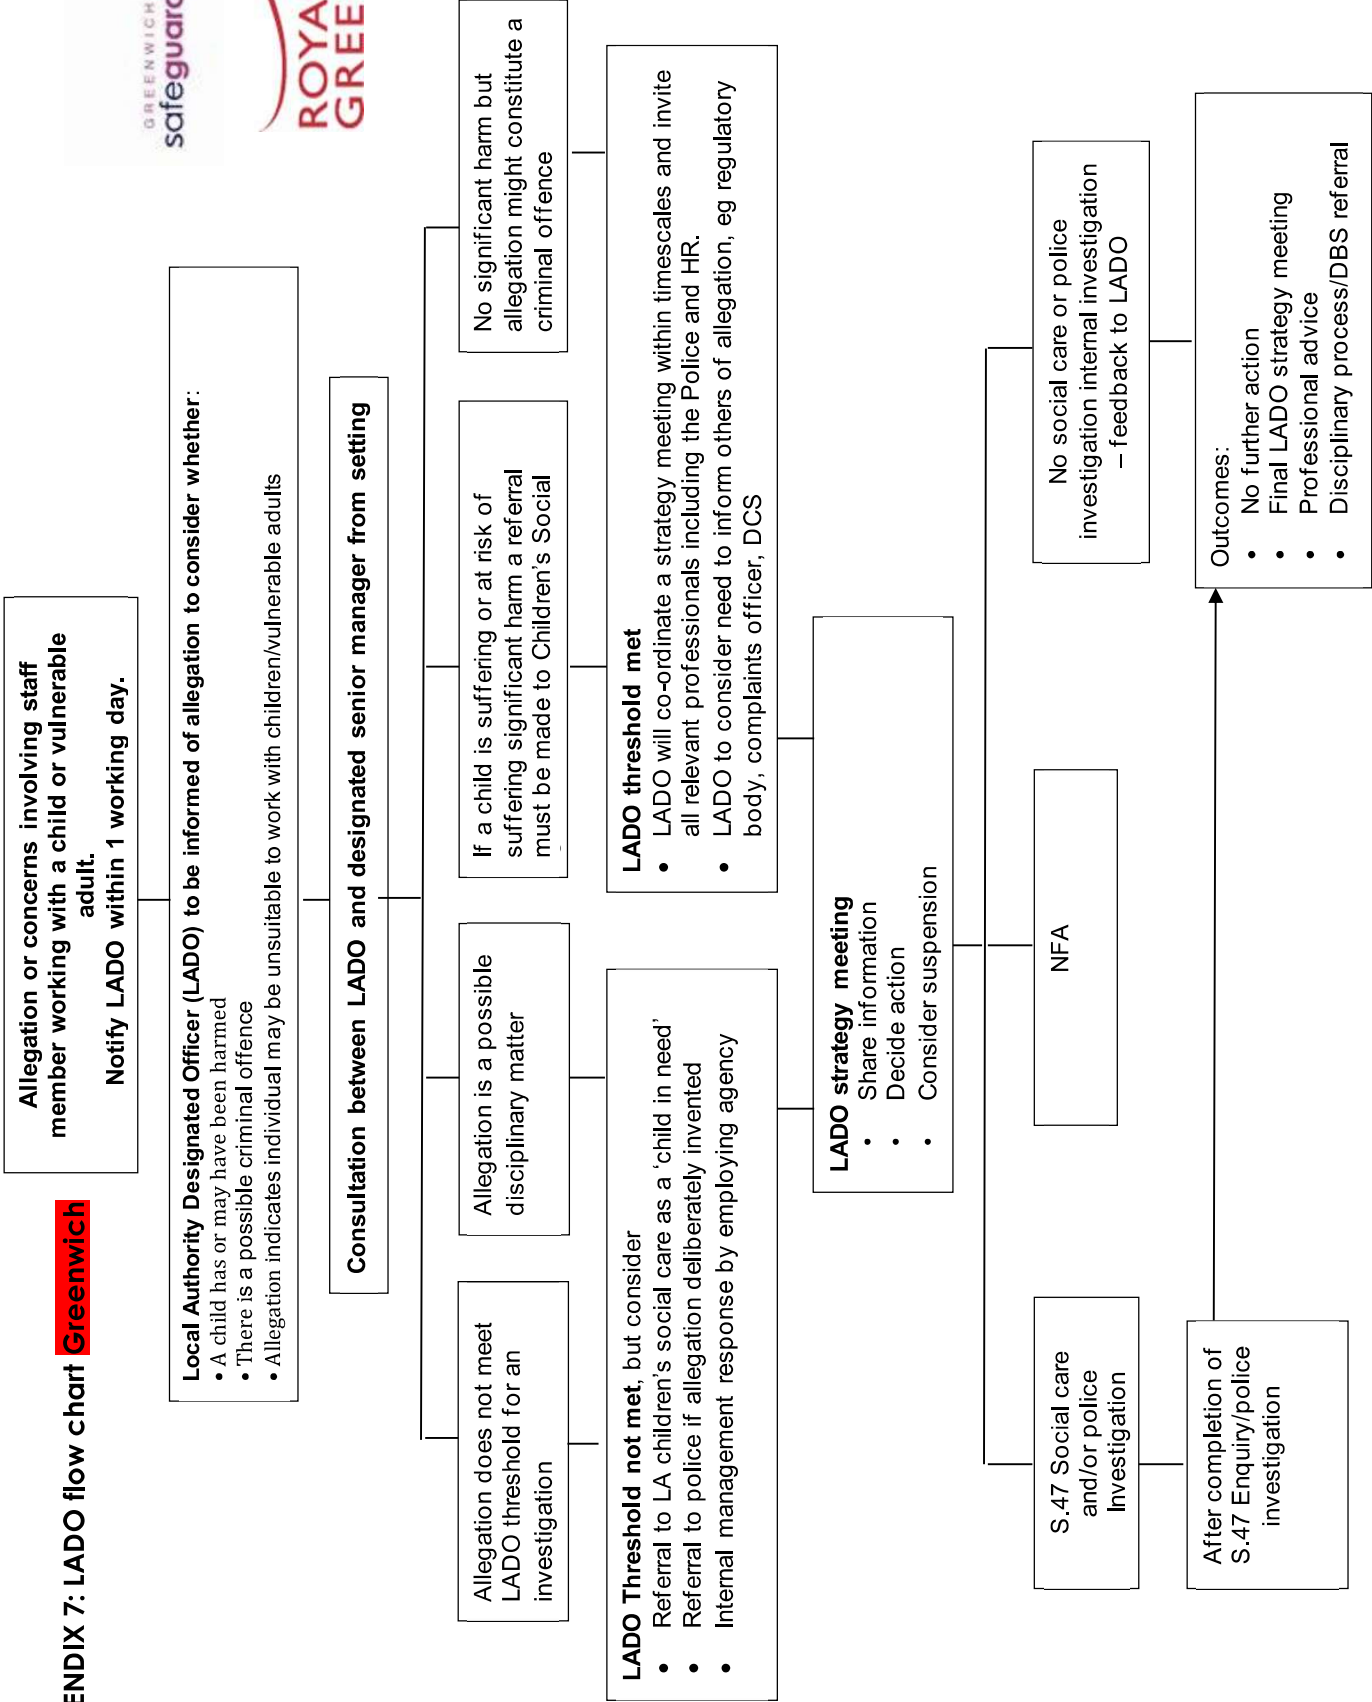 ENDIX 7: LADO flow chart Greenwich
GREENWICH
safeguard
ROYA
GREE
Allegation or concerns involving staff
member working with a child or vulnerable
adult.
Notify LADO within 1 working day.
Local Authority Designated Officer (LADO) to be informed of allegation to consider whether:
• A child has or may have been harmed
• There is a possible criminal offence
• Allegation indicates individual may be unsuitable to work with children/vulnerable adults
Consultation between LADO and designated senior manager from setting
Allegation does not meet
LADO threshold for an
investigation
Allegation is a possible
disciplinary matter
If a child is suffering or at risk of
suffering significant harm a referral
must be made to Children’s Social
No significant harm but
allegation might constitute a
criminal offence
LADO Threshold not met, but consider
• Referral to LA children’s social care as a ‘child in need’
• Referral to police if allegation deliberately invented
• Internal management response by employing agency
LADO threshold met
• LADO will co-ordinate a strategy meeting within timescales and invite
all relevant professionals including the Police and HR.
• LADO to consider need to inform others of allegation, eg regulatory
body, complaints officer, DCS
LADO strategy meeting
• Share information
• Decide action
• Consider suspension
S.47 Social care
and/or police
Investigation
NFA
No social care or police
investigation internal investigation
– feedback to LADO
After completion of
S.47 Enquiry/police
investigation
Outcomes:
• No further action
• Final LADO strategy meeting
• Professional advice
• Disciplinary process/DBS referral